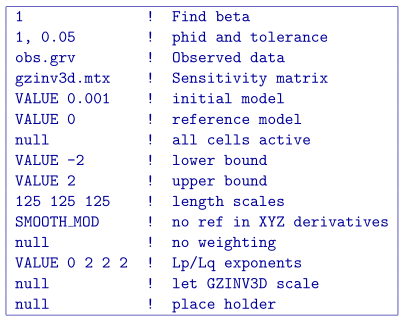 1 ! Find beta
1, 0.05 ! phid and tolerance
obs.grv ! Observed data
gzinv3d.mtx ! Sensitivity matrix
VALUE 0.001 ! initial model
VALUE 0 ! reference model
null ! all cells active
VALUE -2 ! lower bound
VALUE 2 ! upper bound
125 125 125 ! length scales
SMOOTH_MOD ! no ref in XYZ derivatives
null ! no weighting
VALUE 0 2 2 2 ! Lp/Lq exponents
null ! let GZINV3D scale
null ! place holder